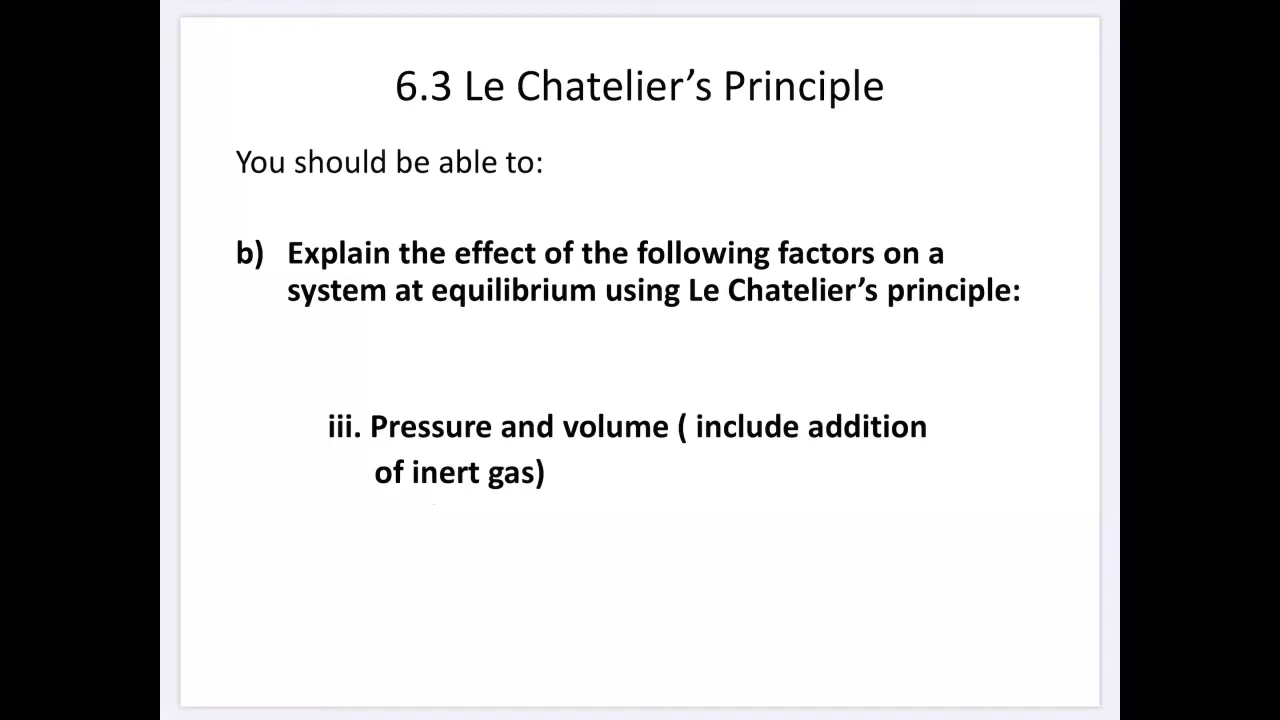 6.3 Le Chatelier’s Principle
You should be able to:
b) Explain the effect of the following factors on a
system at equilibrium using Le Chatelier’s principle:
iii. Pressure and volume ( include addition
of inert gas)